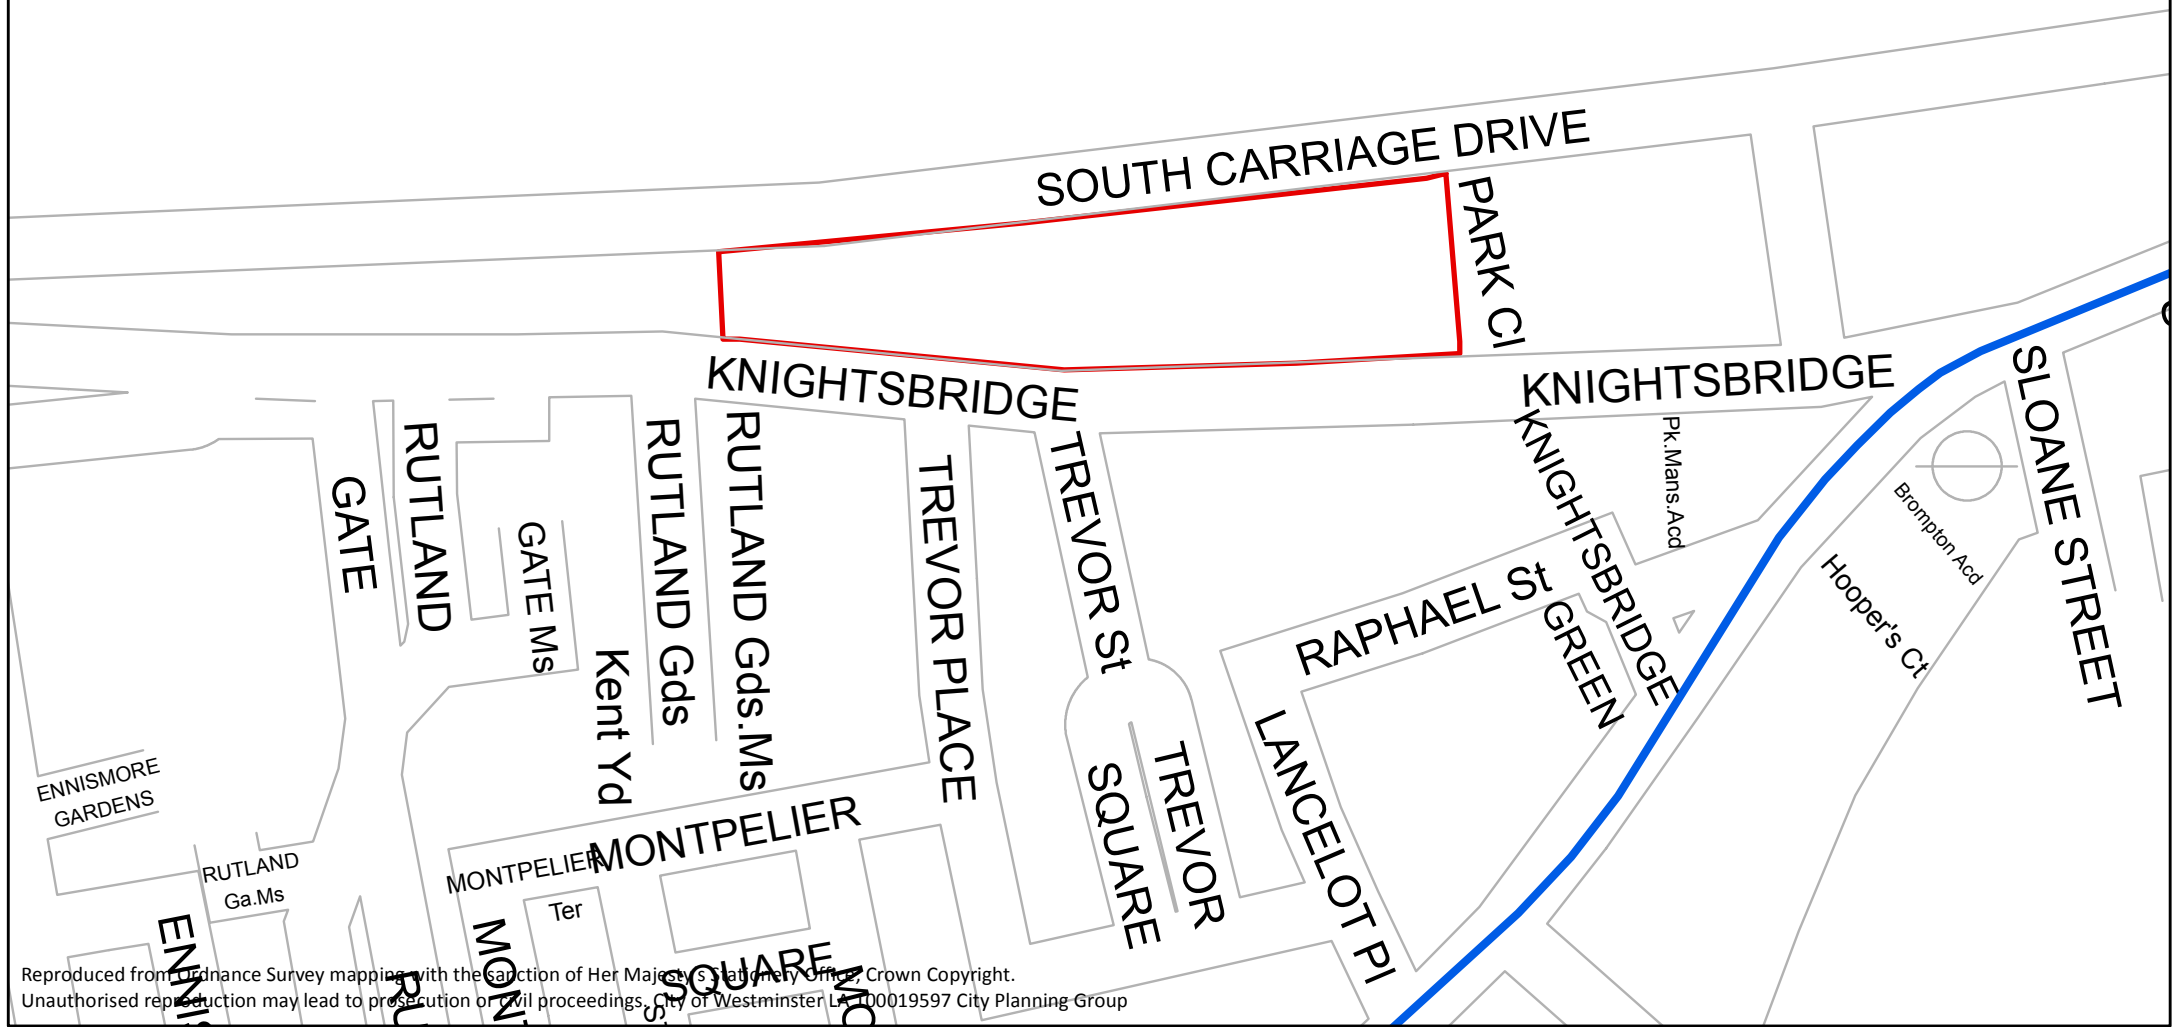 SOUTH CARRIAGE DRIVE
PARK Cl
KNIGHTSBRIDGE
KNIGHTSBRIDGE
SLOANE STREET
GATE
RUTLAND
GATE Ms
Kent Yd
RUTLAND Gds
RUTLAND Gds.Ms
TREVOR PLACE
TREVOR St
KNIGHTSBRIDGE
GREEN
Pk.Mans.Acd
Brompton Acd
Hooper's Ct
RAPHAEL St
LANCELOT Pl
TREVOR
SQUARE
ENNISMORE
GARDENS
RUTLAND
Ga.Ms
MONTPELIER
MONTPELIER
Ter
SQUARE
ENNIS
RU
MONT
MO
Reproduced from Ordnance Survey mapping with the sanction of Her Majesty's Stationery Office, Crown Copyright.
Unauthorised reproduction may lead to prosecution or civil proceedings. City of Westminster LA 100019597 City Planning Group